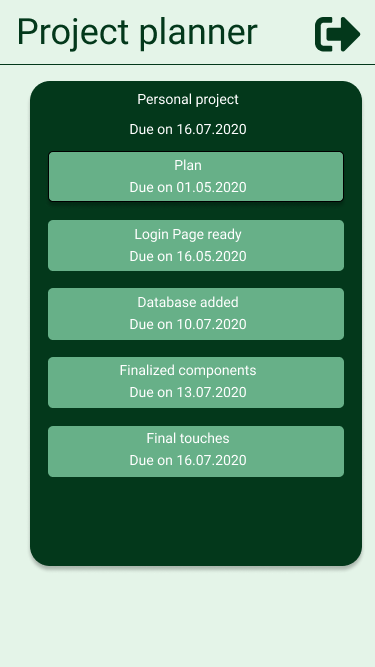 Project planner
Personal project
Due on 16.07.2020
Plan
Due on 01.05.2020
Login Page ready
Due on 16.05.2020
Database added
Due on 10.07.2020
Finalized components
Due on 13.07.2020
Final touches
Due on 16.07.2020